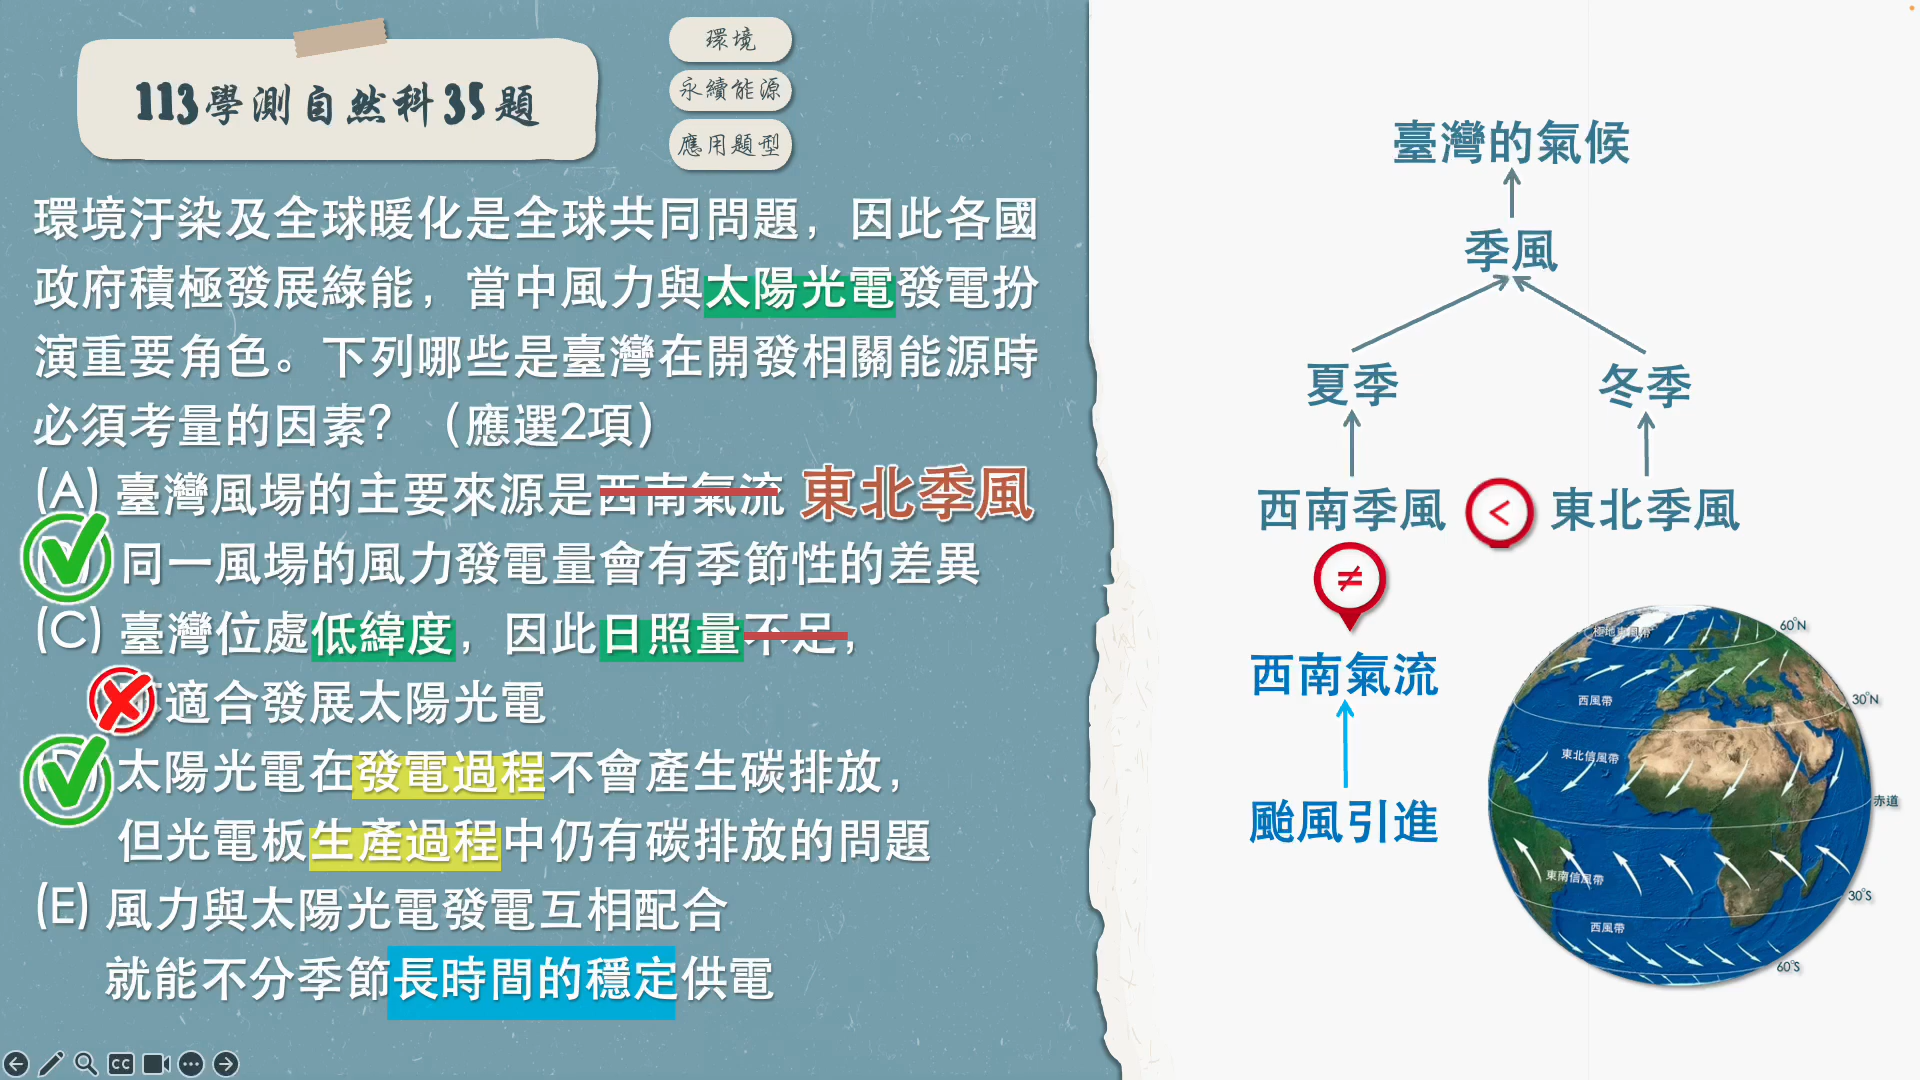 113學測自然科35題
環境
永續能源
應用題型
環境汙染及全球暖化是全球共同問題，因此各國
政府積極發展綠能，當中風力與太陽光電發電扮
演重要角色。下列哪些是臺灣在開發相關能源時
必須考量的因素？（應選2項）
(A) 臺灣風場的主要來源是西南氣流 東北季風
同一風場的風力發電量會有季節性的差異
(C) 臺灣位處低緯度，因此日照量不足，
適合發展太陽光電
太陽光電在發電過程不會產生碳排放，
但光電板生產過程中仍有碳排放的問題
(E) 風力與太陽光電發電互相配合
就能不分季節長時間的穩定供電
臺灣的氣候
季風
夏季
冬季
西南季風 < 東北季風
≠
西南氣流
颱風引進
極地東風帶
60°N
西風帶
30°N
東北信風帶
赤道
東南信風帶
30°S
西風帶
60°S
CC